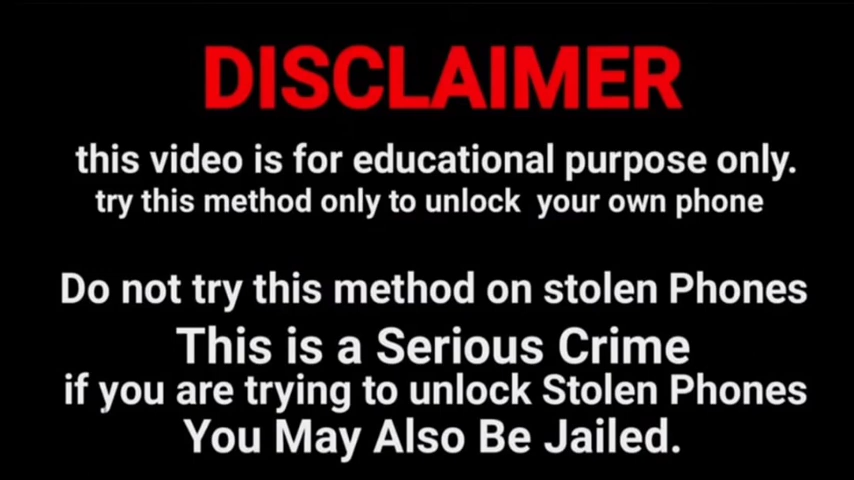 DISCLAIMER
this video is for educational purpose only.
try this method only to unlock your own phone
Do not try this method on stolen Phones
This is a Serious Crime
if you are trying to unlock Stolen Phones
You May Also Be Jailed.